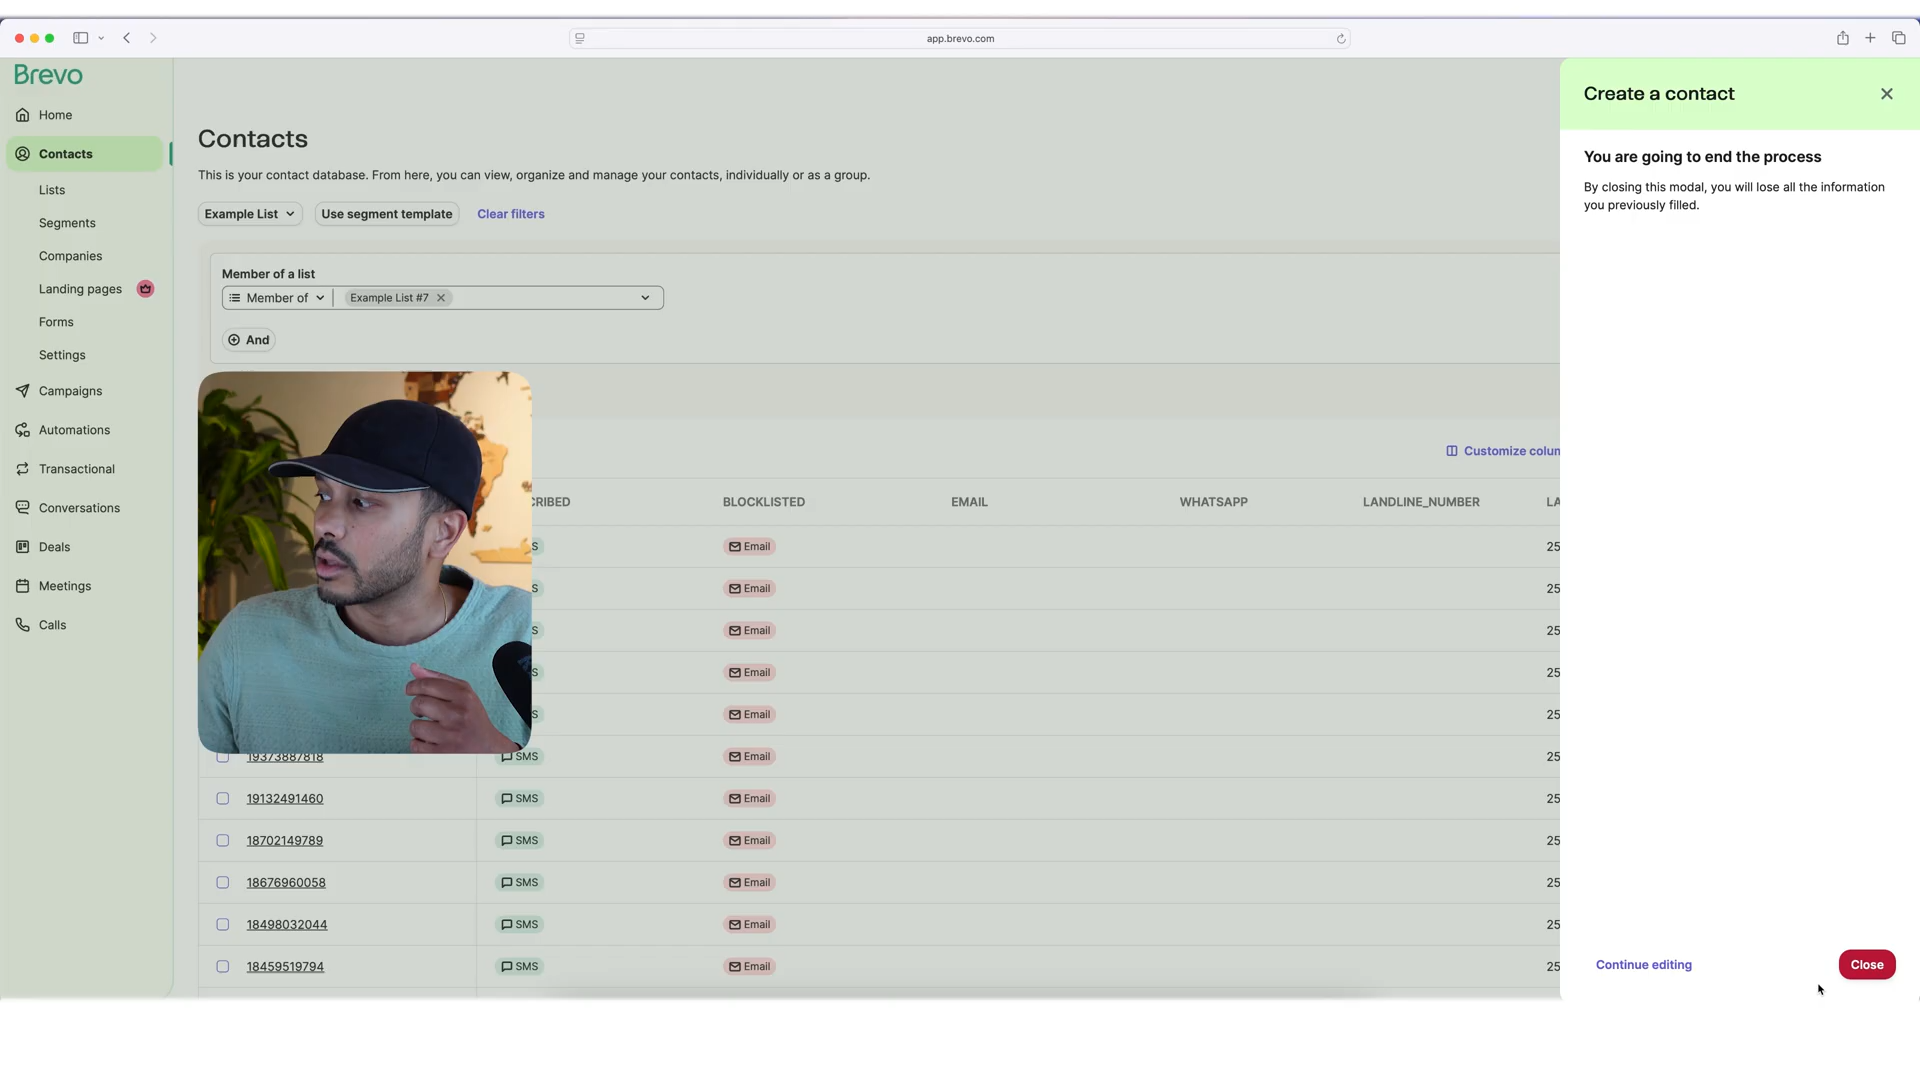 app.brevo.com
Brevo
Home
Contacts
Lists
Segments
Companies
Landing pages
Forms
Settings
Campaigns
Automations
Transactional
Conversations
Deals
Meetings
Calls
Contacts
This is your contact database. From here, you can view, organize and manage your contacts, individually or as a group.
Example List
Use segment template
Clear filters
Member of a list
Member of
Example List #7
And
Customize colum
CRIBED BLOCKLISTED EMAIL WHATSAPP LANDLINE_NUMBER LA
S Email 25
S Email 25
S Email 25
S Email 25
S Email 25
19373887818 SMS Email 25
19132491460 SMS Email 25
18702149789 SMS Email 25
18676960058 SMS Email 25
18498032044 SMS Email 25
18459519794 SMS Email 25
Create a contact
You are going to end the process
By closing this modal, you will lose all the information
you previously filled.
Continue editing
Close